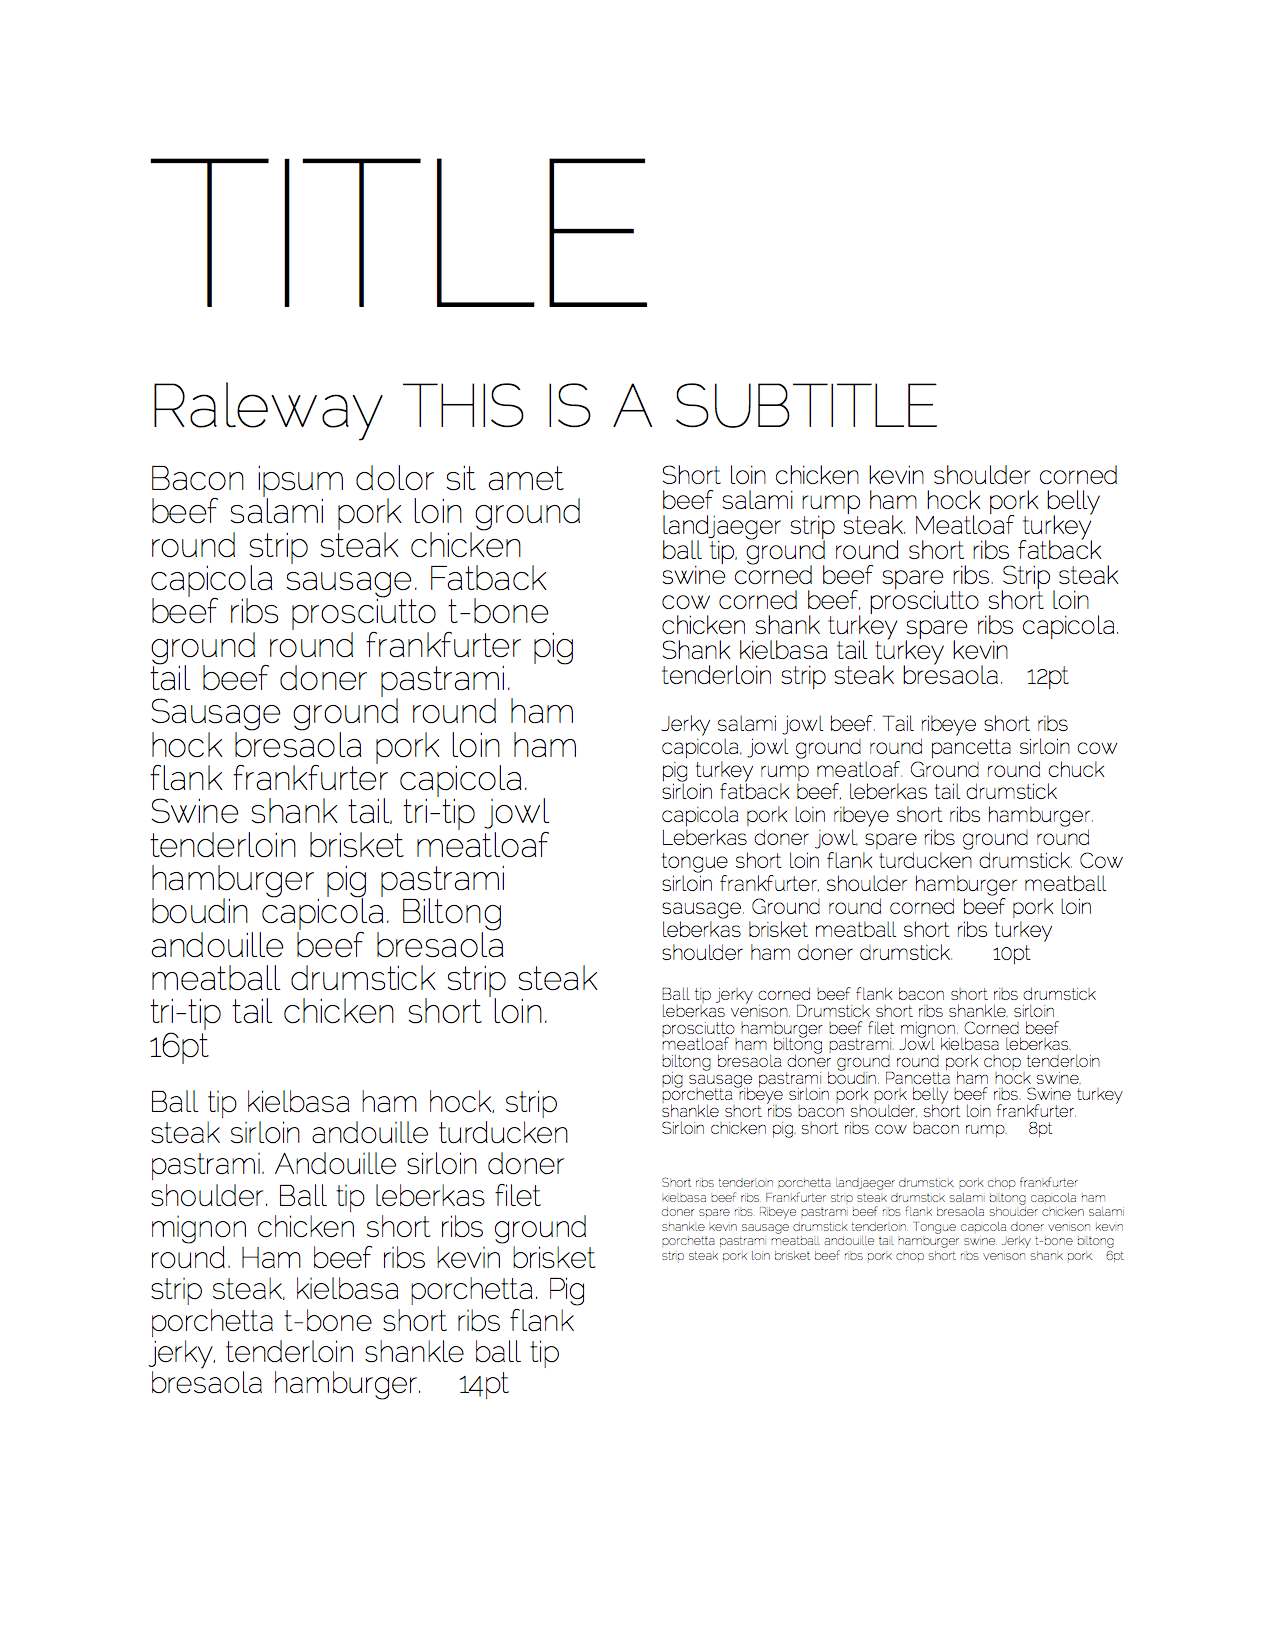 TITLE
Raleway THIS IS A SUBTITLE
Bacon ipsum dolor sit amet
beef salami pork loin ground
round strip steak chicken
capicola sausage. Fatback
beef ribs prosciutto t-bone
ground round frankfurter pig
tail beef doner pastrami.
Sausage ground round ham
hock bresaola pork loin ham
flank frankfurter capicola.
Swine shank tail, tri-tip jowl
tenderloin brisket meatloaf
hamburger pig pastrami
boudin capicola. Biltong
andouille beef bresaola
meatball drumstick strip steak
tri-tip tail chicken short loin.
16pt
Ball tip kielbasa ham hock, strip
steak sirloin andouille turducken
pastrami. Andouille sirloin doner
shoulder. Ball tip leberkas filet
mignon chicken short ribs ground
round. Ham beef ribs kevin brisket
strip steak, kielbasa porchetta. Pig
porchetta t-bone short ribs flank
jerky, tenderloin shankle ball tip
bresaola hamburger. 14pt
Short loin chicken kevin shoulder corned
beef salami rump ham hock pork belly
landjaeger strip steak. Meatloaf turkey
ball tip, ground round short ribs fatback
swine corned beef spare ribs. Strip steak
cow corned beef, prosciutto short loin
chicken shank turkey spare ribs capicola.
Shank kielbasa tail turkey kevin
tenderloin strip steak bresaola. 12pt
Jerky salami jowl beef. Tail ribeye short ribs
capicola, jowl ground round pancetta sirloin cow
pig turkey rump meatloaf. Ground round chuck
sirloin fatback beef, leberkas tail drumstick
capicola pork loin ribeye short ribs hamburger.
Leberkas doner jowl, spare ribs ground round
tongue short loin flank turducken drumstick. Cow
sirloin frankfurter, shoulder hamburger meatball
sausage. Ground round corned beef pork loin
leberkas brisket meatball short ribs turkey
shoulder ham doner drumstick. 10pt
Ball tip jerky corned beef flank bacon short ribs drumstick
leberkas venison. Drumstick short ribs shankle, sirloin
prosciutto hamburger beef filet mignon. Corned beef
meatloaf ham biltong pastrami. Jowl kielbasa leberkas,
biltong bresaola doner ground round pork chop tenderloin
pig sausage pastrami boudin. Pancetta ham hock swine,
porchetta ribeye sirloin pork pork belly beef ribs. Swine turkey
shankle short ribs bacon shoulder, short loin frankfurter.
Sirloin chicken pig, short ribs cow bacon rump. 8pt
Short ribs tenderloin porchetta landjaeger drumstick, pork chop frankfurter
kielbasa beef ribs. Frankfurter strip steak drumstick salami biltong capicola ham
doner spare ribs. Ribeye pastrami beef ribs flank bresaola shoulder chicken salami
shankle kevin sausage drumstick tenderloin. Tongue capicola doner venison kevin
porchetta pastrami meatball andouille tail hamburger swine. Jerky t-bone biltong
strip steak pork loin brisket beef ribs pork chop short ribs venison shank pork. 6pt